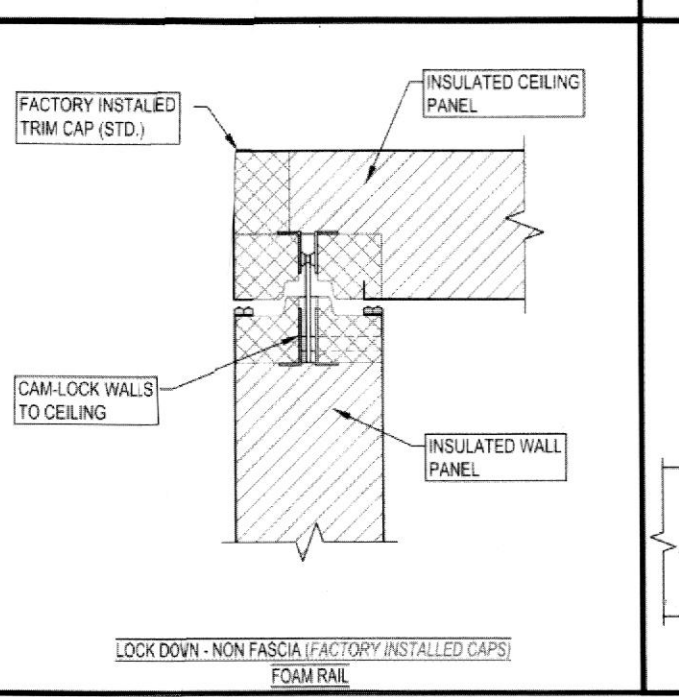 FACTORY INSTALLED
TRIM CAP (STD.)
INSULATED CEILING
PANEL
CAM-LOCK WALLS
TO CEILING
INSULATED WALL
PANEL
LOCK DOWN - NON FASCIA (FACTORY INSTALLED CAPS)
FOAM RAIL